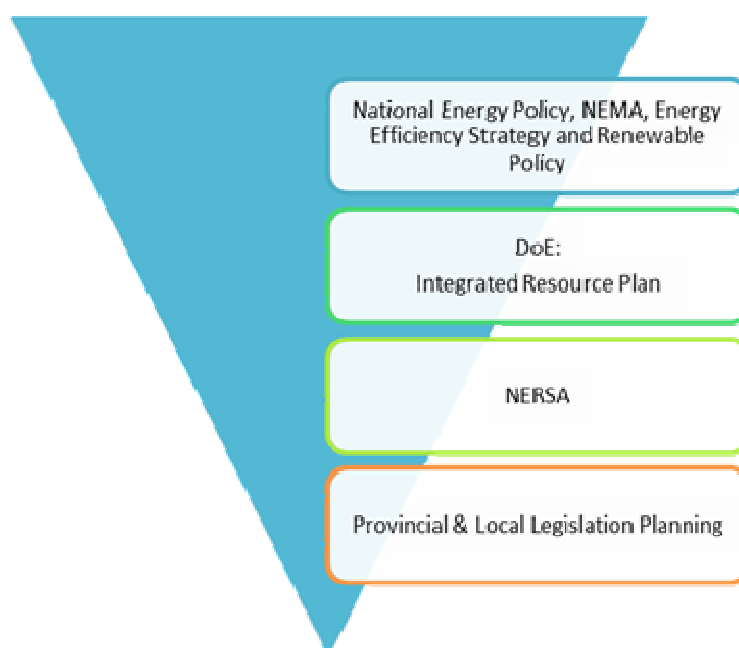 National Energy Policy, NEMA, Energy
Efficiency Strategy and Renewable
Policy
DoE:
Integrated Resource Plan
NERSA
Provincial & Local Legislation Planning